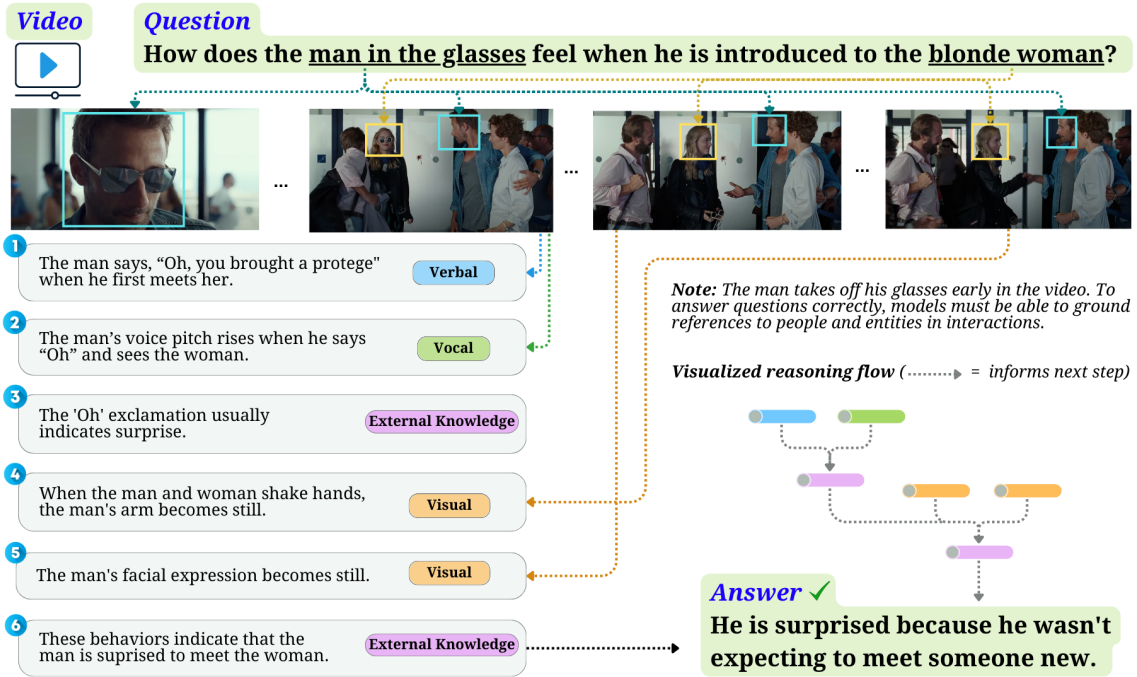 Video
Question
How does the man in the glasses feel when he is introduced to the blonde woman?
...
...
...
1
The man says, “Oh, you brought a protege"
when he first meets her.
Verbal
2
The man’s voice pitch rises when he says
“Oh” and sees the woman.
Vocal
3
The 'Oh' exclamation usually
indicates surprise.
External Knowledge
4
When the man and woman shake hands,
the man's arm becomes still.
Visual
5
The man's facial expression becomes still.
Visual
6
These behaviors indicate that the
man is suprised to meet the woman.
External Knowledge
Note: The man takes off his glasses early in the video. To
answer questions correctly, models must be able to ground
references to people and entities in interactions.
Visualized reasoning flow ( = informs next step)
Answer ✓
He is surprised because he wasn't
expecting to meet someone new.